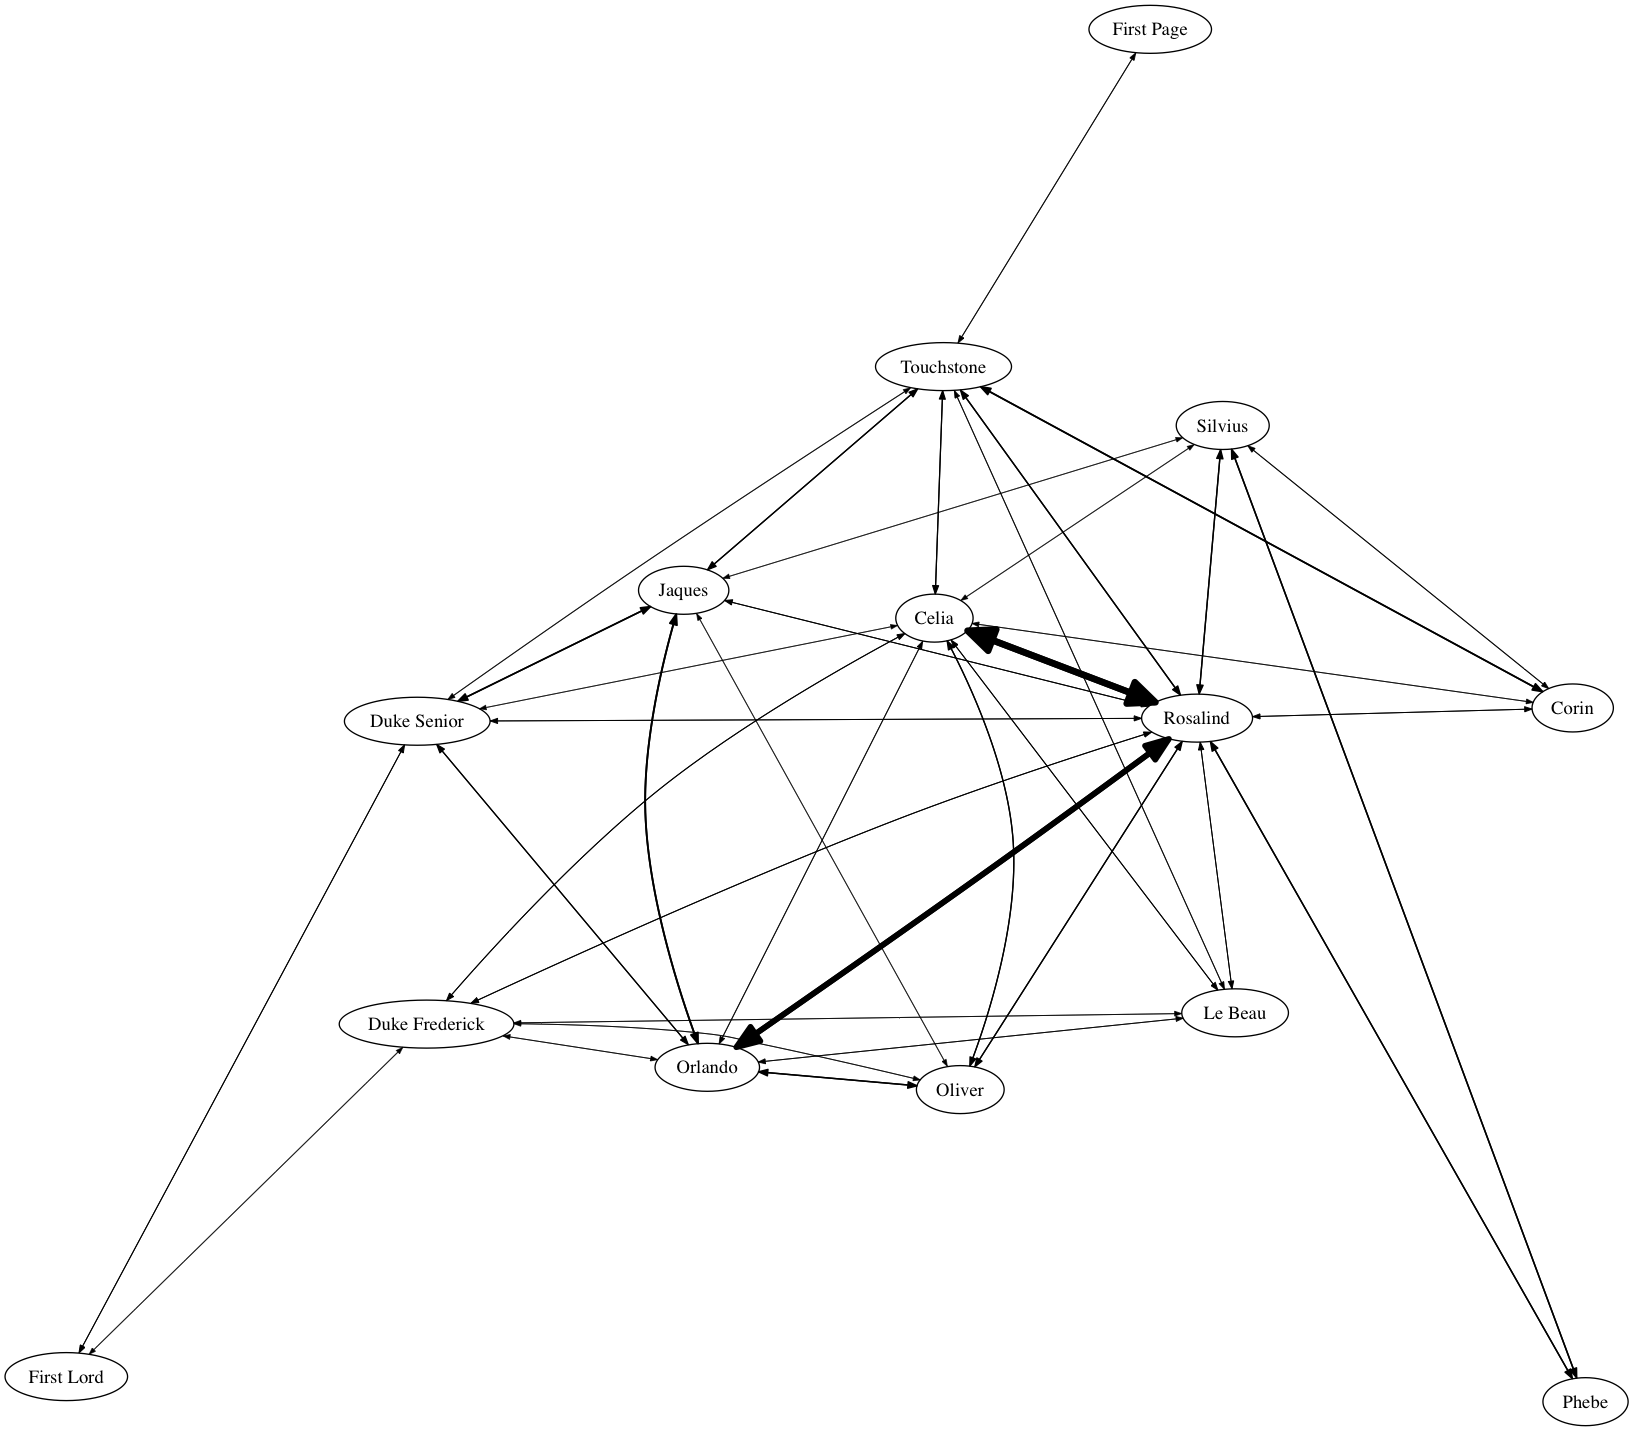 First Page
Touchstone
Silvius
Jaques
Celia
Duke Senior
Rosalind
Corin
Duke Frederick
Le Beau
Orlando
Oliver
First Lord
Phebe